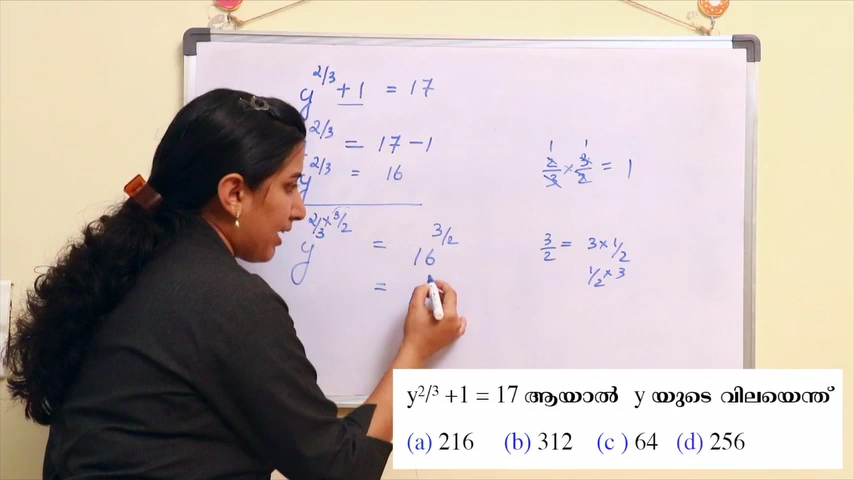 y^2/3 + 1 = 17
y^2/3 = 17 - 1
y^2/3 = 16
y^2/3 × 3/2 = 16^3/2
=
2/3 × 3/2 = 1
1 1
3/2 = 3 × 1/2
1/2 × 3
y^2/3 +1 = 17 ആയാൽ y യുടെ വിലയെന്ത്
(a) 216 (b) 312 (c ) 64 (d) 256